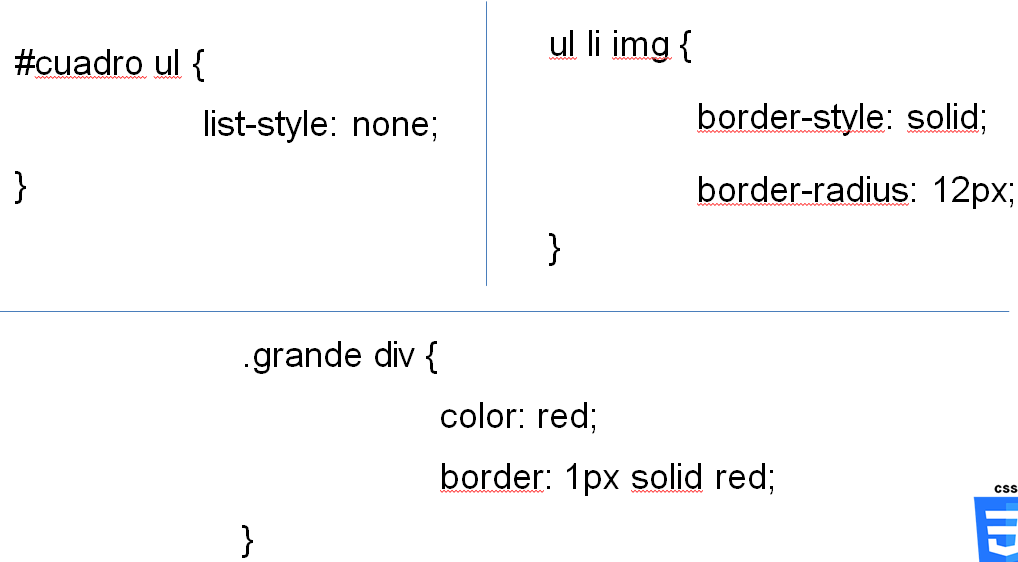 #cuadro ul {
list-style: none;
}
ul li img {
border-style: solid;
border-radius: 12px;
}
.grande div {
color: red;
border: 1px solid red;
}
css